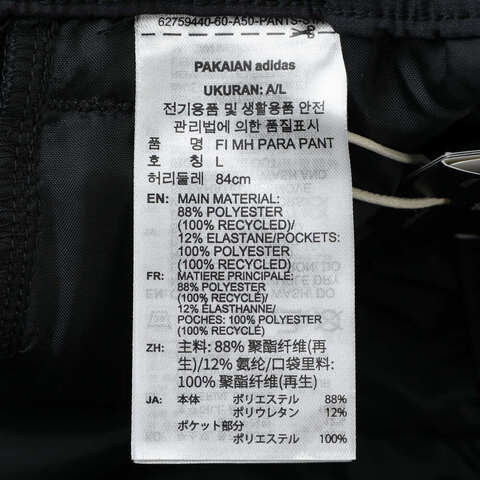 62759440-60-A50-PANTS-
PAKAIAN adidas
UKURAN: A/L
전기용품 및 생활용품 안전
관리법에 의한 품질표시
품 명 FI MH PARA PANT
호 칭 L
허리둘레 84cm
EN: MAIN MATERIAL:
88% POLYESTER
(100% RECYCLED)/
12% ELASTANE/POCKETS:
100% POLYESTER
(100% RECYCLED)
FR: MATIERE PRINCIPALE:
88% POLYESTER
(100% RECYCLÉ)/
12% ÉLASTHANNE/
POCHES: 100% POLYESTER
(100% RECYCLÉ)
ZH: 主料: 88% 聚酯纤维(再
生)/12% 氨纶/口袋里料:
100% 聚酯纤维(再生)
JA: 本体 ポリエステル 88%
ポリウレタン 12%
ポケット部分
ポリエステル 100%